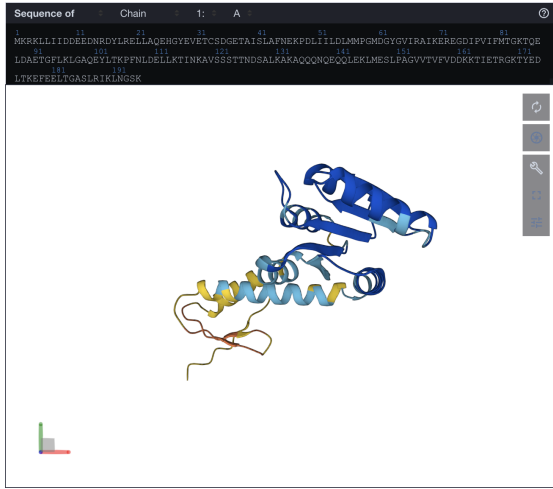 Sequence of Chain 1: A
1 11 21 31 41 51 61 71 81
MKRKLLIIDDEEDNRDYLRELLAQEHGYEVETCSDGETAISLAFNEKPDLIILDLMMPGMDGYGVIRAIKEREGDIPVIFMTGKTQE
91 101 111 121 131 141 151 161 171
LDAETGFLKLGAQEYLTKPFNLDELLKTINKAVSSSTTNDSALKAKAQQQNQEQQLEKLMESLPAGVVTVFVDDKKTIETRGKTYED
181 191
LTKEFEELTGASLRIKLNGSK